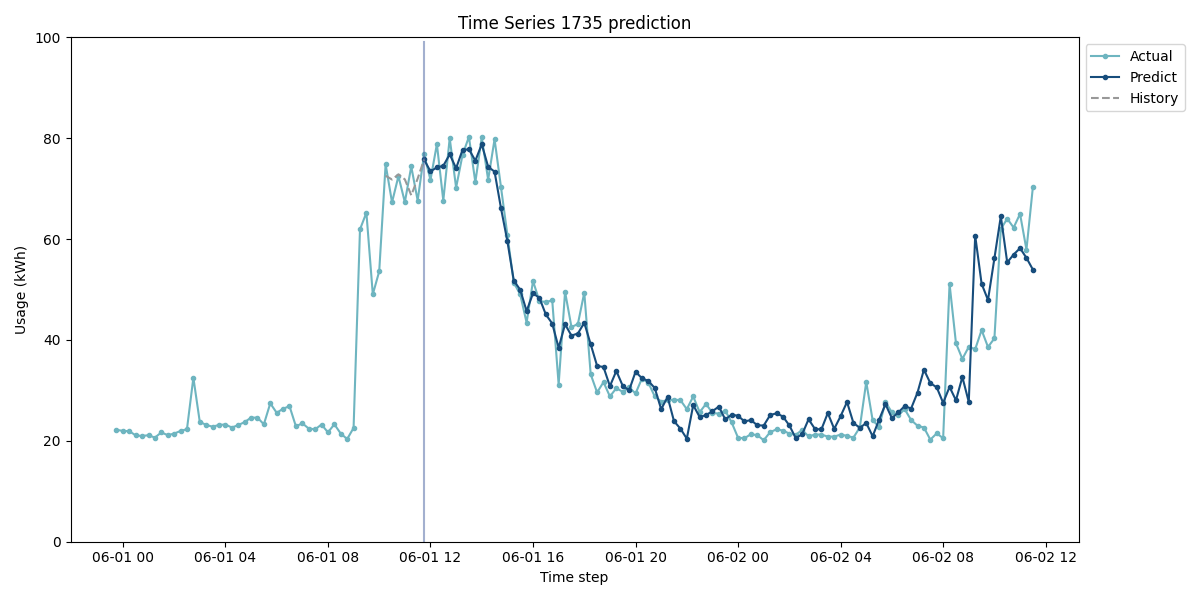 Time Series 1735 prediction
100
80
60
40
20
0
Usage (kWh)
06-01 00 06-01 04 06-01 08 06-01 12 06-01 16 06-01 20 06-02 00 06-02 04 06-02 08 06-02 12
Time step
Actual
Predict
History